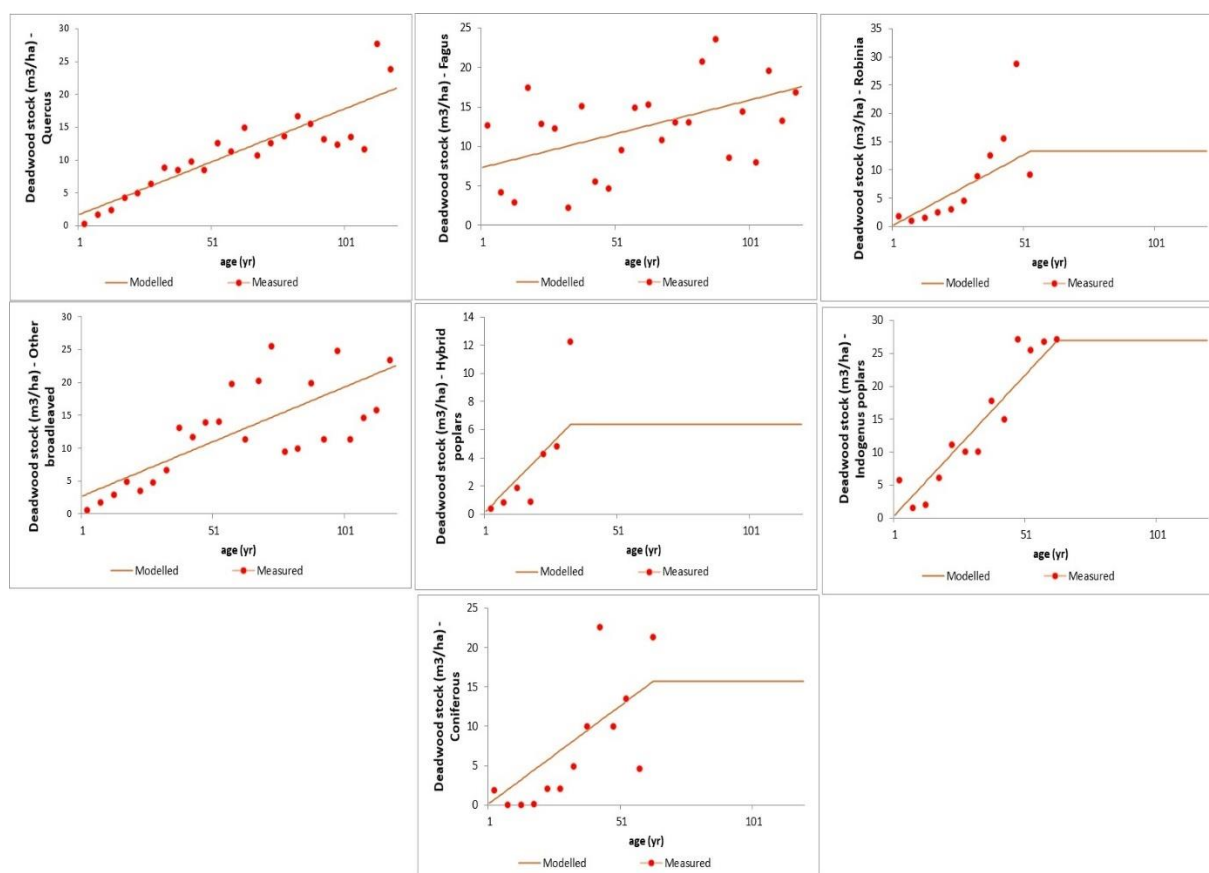 Deadwood stock (m3/ha) -
Quercus
30
25
20
15
10
5
0
1
51
101
age (yr)
Modelled
Measured
Deadwood stock (m3/ha) - Fagus
25
20
15
10
5
0
1
51
101
age (yr)
Modelled
Measured
Deadwood stock (m3/ha) - Robinia
35
30
25
20
15
10
5
0
1
51
101
age (yr)
Modelled
Measured
Deadwood stock (m3/ha) - Other
broadleaved
30
25
20
15
10
5
0
1
51
101
age (yr)
Modelled
Measured
Deadwood stock (m3/ha) - Hybrid
poplars
14
12
10
8
6
4
2
0
1
51
101
age (yr)
Modelled
Measured
Deadwood stock (m3/ha) -
Indogenus poplars
30
25
20
15
10
5
0
1
51
101
age (yr)
Modelled
Measured
Deadwood stock (m3/ha) -
Coniferous
25
20
15
10
5
0
1
51
101
age (yr)
Modelled
Measured